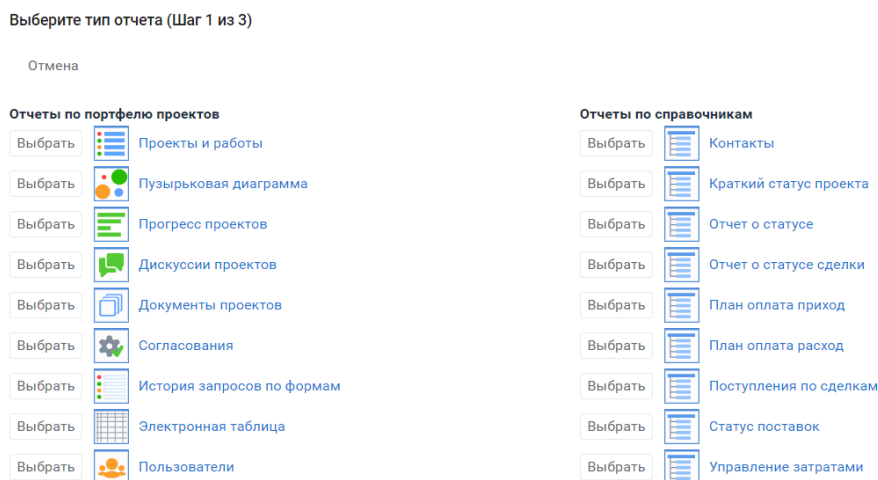 Выберите тип отчета (Шаг 1 из 3)
Отмена
Отчеты по портфелю проектов
Выбрать Проекты и работы
Выбрать Пузырьковая диаграмма
Выбрать Прогресс проектов
Выбрать Дискуссии проектов
Выбрать Документы проектов
Выбрать Согласования
Выбрать История запросов по формам
Выбрать Электронная таблица
Выбрать Пользователи
Отчеты по справочникам
Выбрать Контакты
Выбрать Краткий статус проекта
Выбрать Отчет о статусе
Выбрать Отчет о статусе сделки
Выбрать План оплата приход
Выбрать План оплата расход
Выбрать Поступления по сделкам
Выбрать Статус поставок
Выбрать Управление затратами